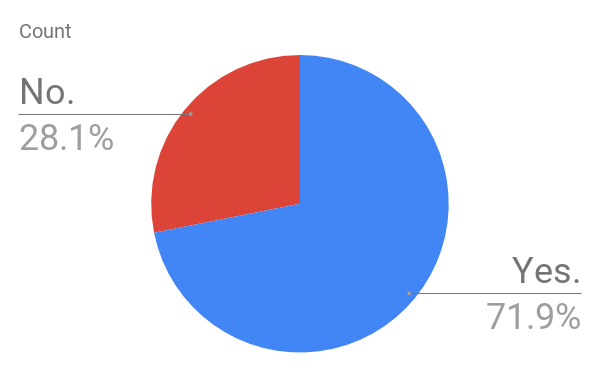 Count
No.
28.1%
Yes.
71.9%